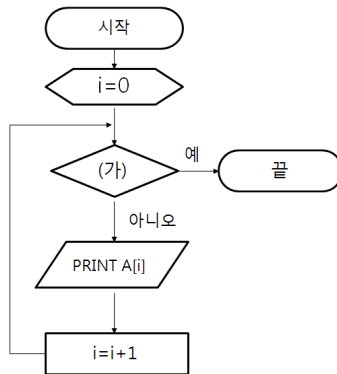 시작
i=0
(가)
예
끝
아니오
PRINT A[i]
i=i+1